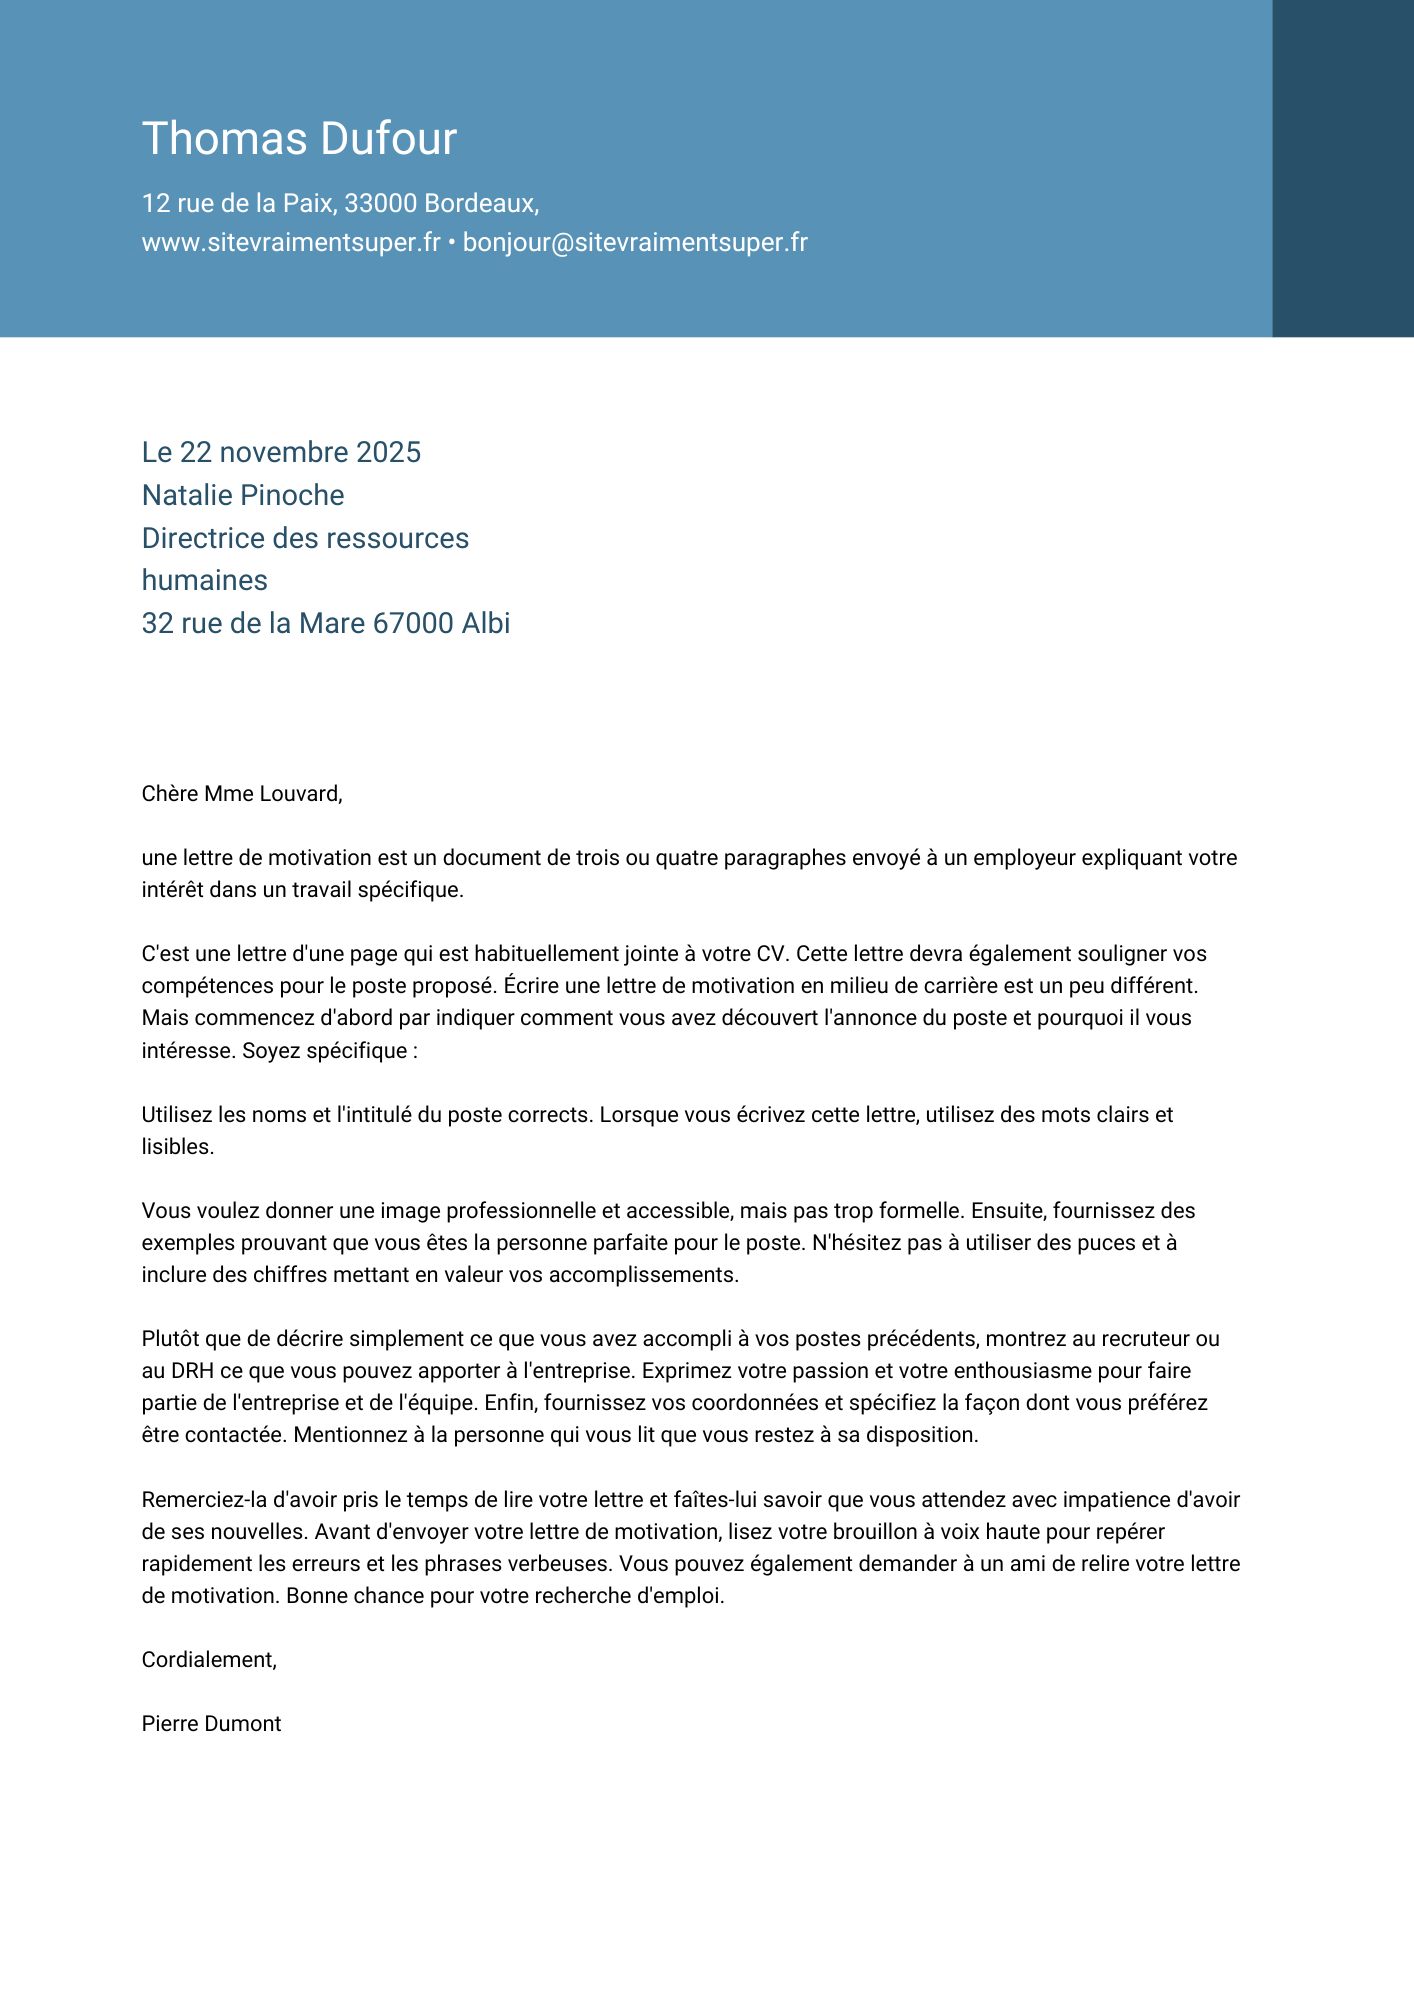 Thomas Dufour
12 rue de la Paix, 33000 Bordeaux,
www.sitevraimentsuper.fr • bonjour@sitevraimentsuper.fr
Le 22 novembre 2025
Natalie Pinoche
Directrice des ressources
humaines
32 rue de la Mare 67000 Albi
Chère Mme Louvard,
une lettre de motivation est un document de trois ou quatre paragraphes envoyé à un employeur expliquant votre
intérêt dans un travail spécifique.
C'est une lettre d'une page qui est habituellement jointe à votre CV. Cette lettre devra également souligner vos
compétences pour le poste proposé. Écrire une lettre de motivation en milieu de carrière est un peu différent.
Mais commencez d'abord par indiquer comment vous avez découvert l'annonce du poste et pourquoi il vous
intéresse. Soyez spécifique :
Utilisez les noms et l'intitulé du poste corrects. Lorsque vous écrivez cette lettre, utilisez des mots clairs et
lisibles.
Vous voulez donner une image professionnelle et accessible, mais pas trop formelle. Ensuite, fournissez des
exemples prouvant que vous êtes la personne parfaite pour le poste. N'hésitez pas à utiliser des puces et à
inclure des chiffres mettant en valeur vos accomplissements.
Plutôt que de décrire simplement ce que vous avez accompli à vos postes précédents, montrez au recruteur ou
au DRH ce que vous pouvez apporter à l'entreprise. Exprimez votre passion et votre enthousiasme pour faire
partie de l'entreprise et de l'équipe. Enfin, fournissez vos coordonnées et spécifiez la façon dont vous préférez
être contactée. Mentionnez à la personne qui vous lit que vous restez à sa disposition.
Remerciez-la d'avoir pris le temps de lire votre lettre et faîtes-lui savoir que vous attendez avec impatience d'avoir
de ses nouvelles. Avant d'envoyer votre lettre de motivation, lisez votre brouillon à voix haute pour repérer
rapidement les erreurs et les phrases verbeuses. Vous pouvez également demander à un ami de relire votre lettre
de motivation. Bonne chance pour votre recherche d'emploi.
Cordialement,
Pierre Dumont